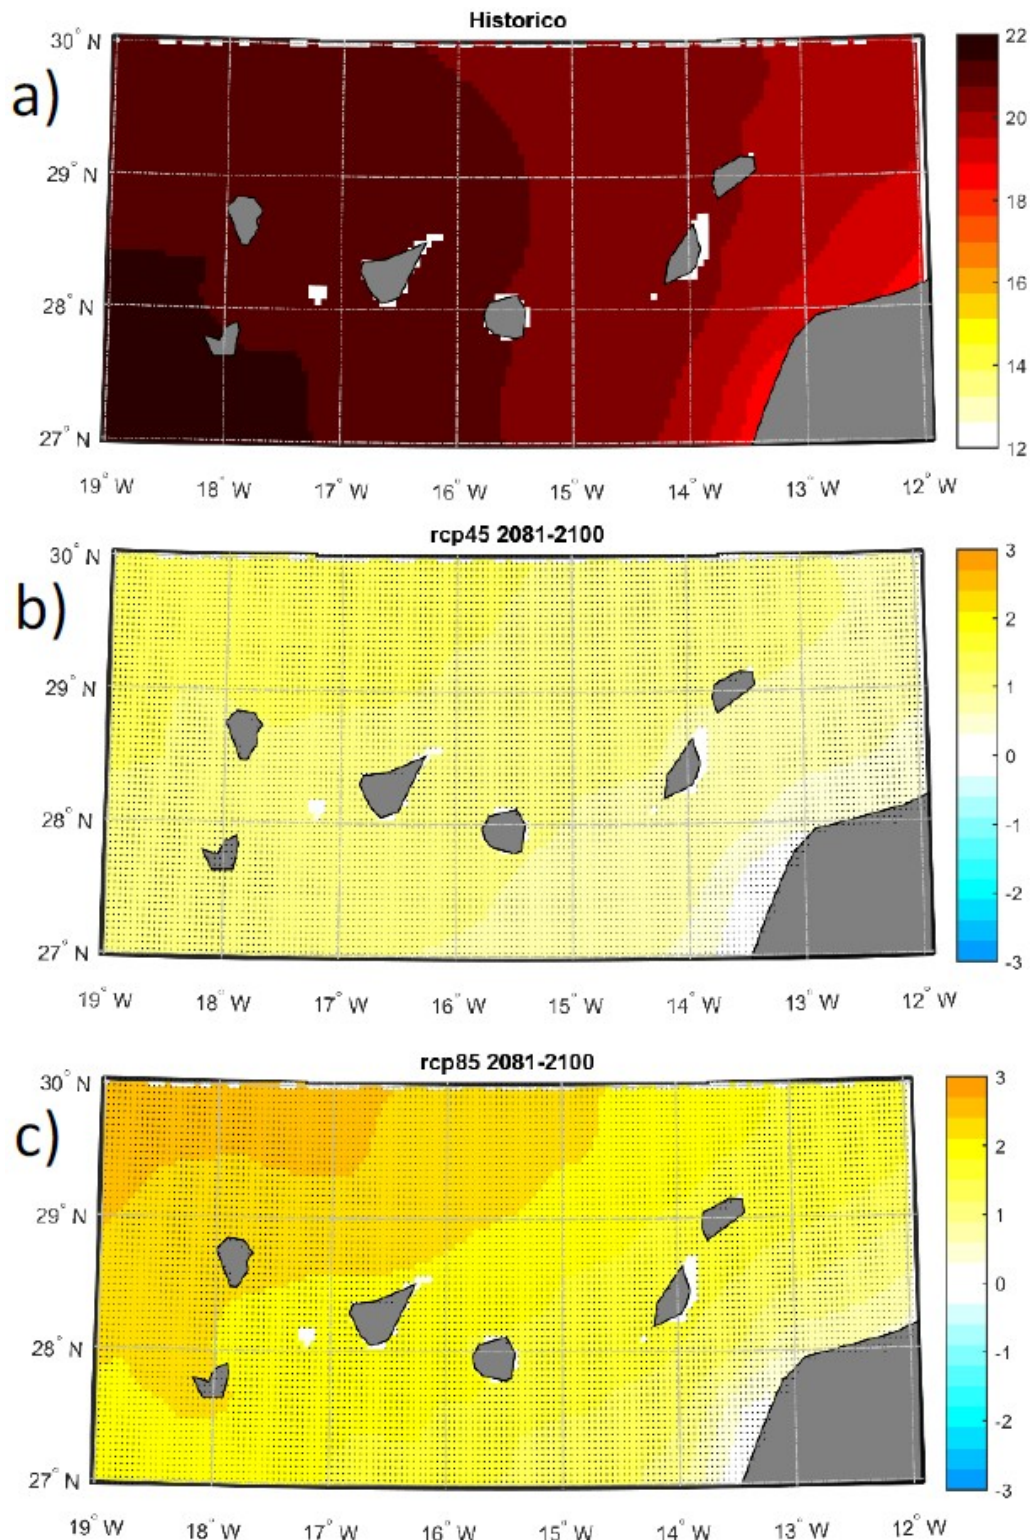 Historico
a)
30° N
29° N
28° N
27° N
19° W 18° W 17° W 16° W 15° W 14° W 13° W 12° W
22
20
18
16
14
12
rcp45 2081-2100
b)
30° N
29° N
28° N
27° N
19° W 18° W 17° W 16° W 15° W 14° W 13° W 12° W
3
2
1
0
-1
-2
-3
rcp85 2081-2100
c)
30° N
29° N
28° N
27° N
19° W 18° W 17° W 16° W 15° W 14° W 13° W 12° W
3
2
1
0
-1
-2
-3